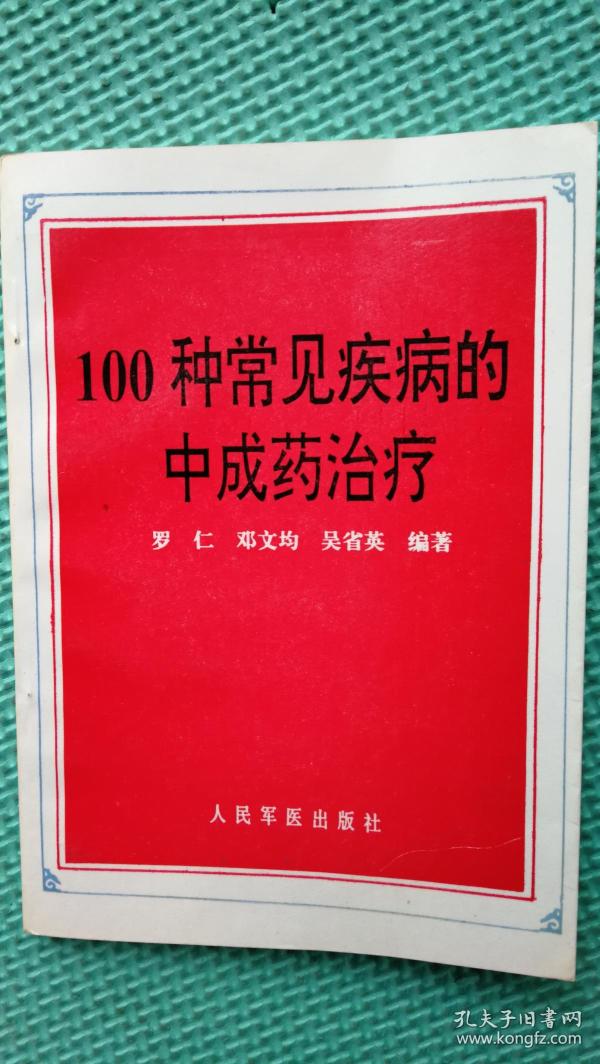 100 种常见疾病的
中成药治疗
罗 仁 邓文均 吴省英 编著
人民军医出版社
孔夫子旧书网
www.kongfz.com